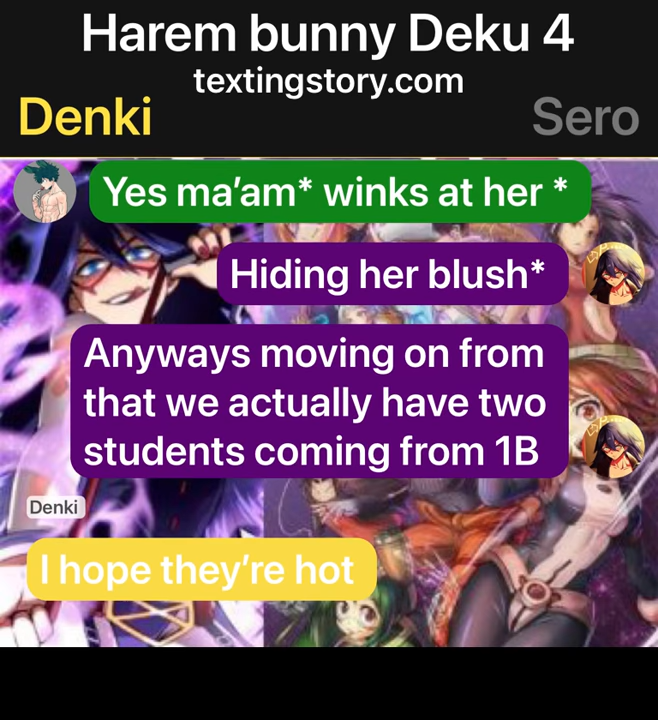 Harem bunny Deku 4
textingstory.com
Denki
Sero
Yes ma'am* winks at her *
Hiding her blush*
Anyways moving on from
that we actually have two
students coming from 1B
Denki
I hope they're hot